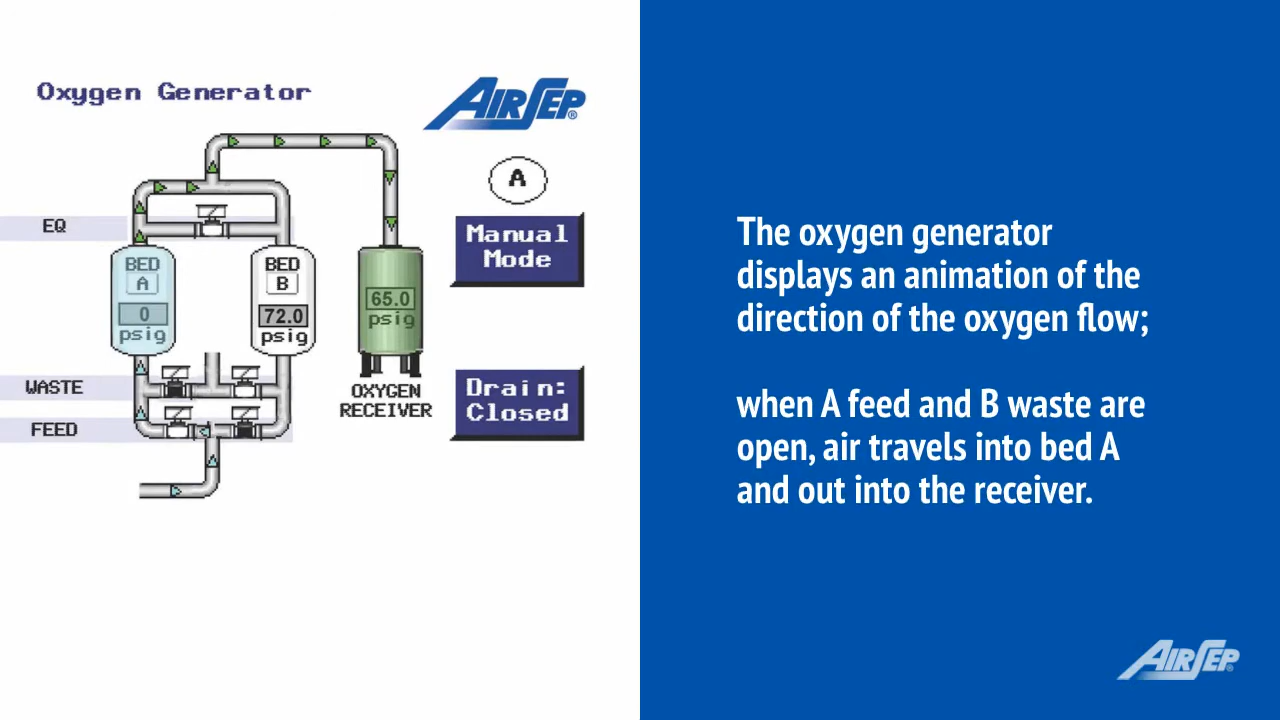 Oxygen Generator
AIRSEP®
A
EQ
Manual
Mode
BED
A
0
psig
BED
B
72.0
psig
65.0
psig
WASTE
FEED
OXYGEN
RECEIVER
Drain:
Closed
The oxygen generator
displays an animation of the
direction of the oxygen flow;
when A feed and B waste are
open, air travels into bed A
and out into the receiver.
AIRSEP®